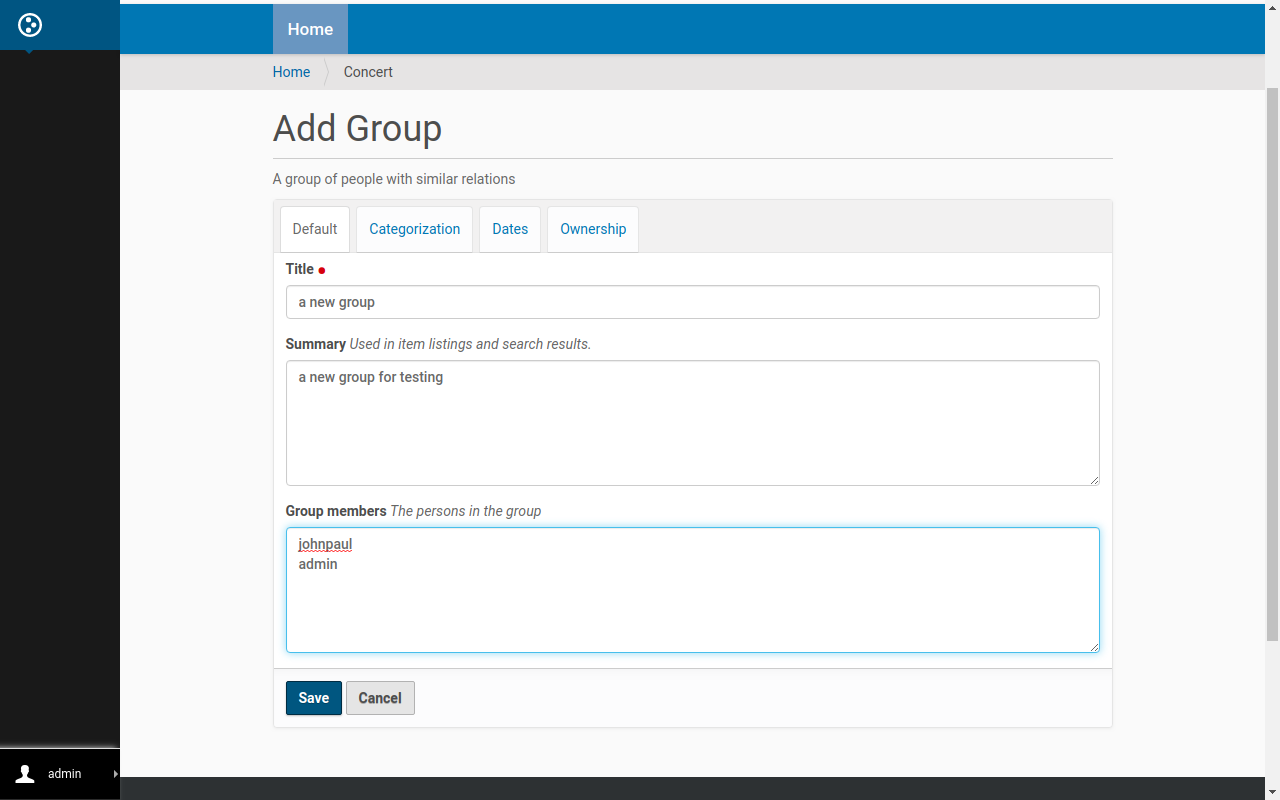 Home
Home Concert
Add Group
A group of people with similar relations
Default Categorization Dates Ownership
Title
a new group
Summary Used in item listings and search results.
a new group for testing
Group members The persons in the group
johnpaul
admin
Save Cancel
admin